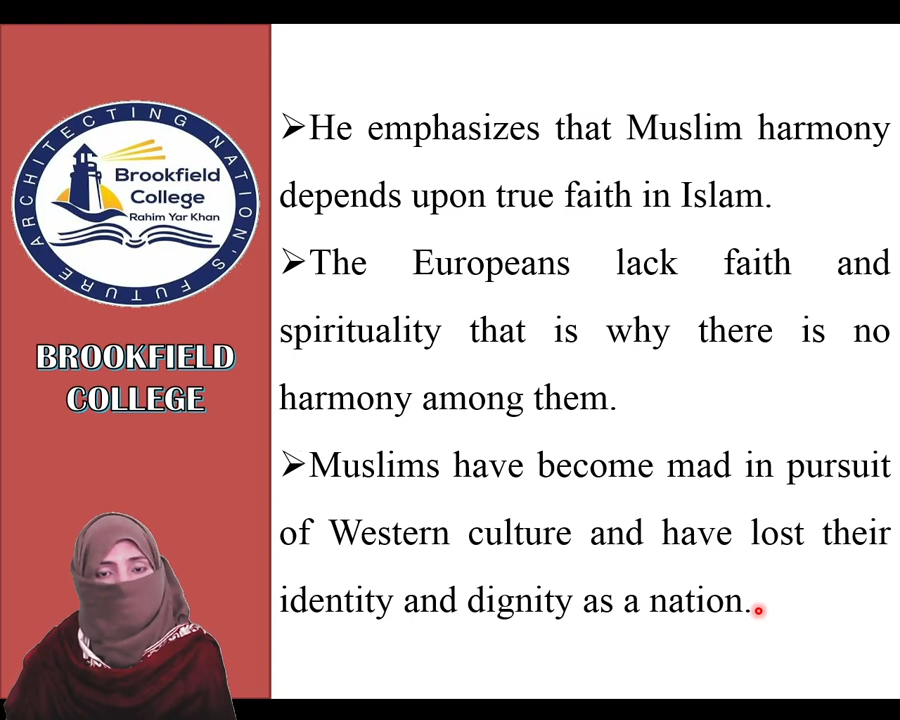 ARCHITECTING NATION'S FUTURE
Brookfield
College
Rahim Yar Khan
BROOKFIELD
COLLEGE
➢He emphasizes that Muslim harmony
depends upon true faith in Islam.
➢The Europeans lack faith and
spirituality that is why there is no
harmony among them.
➢Muslims have become mad in pursuit
of Western culture and have lost their
identity and dignity as a nation.